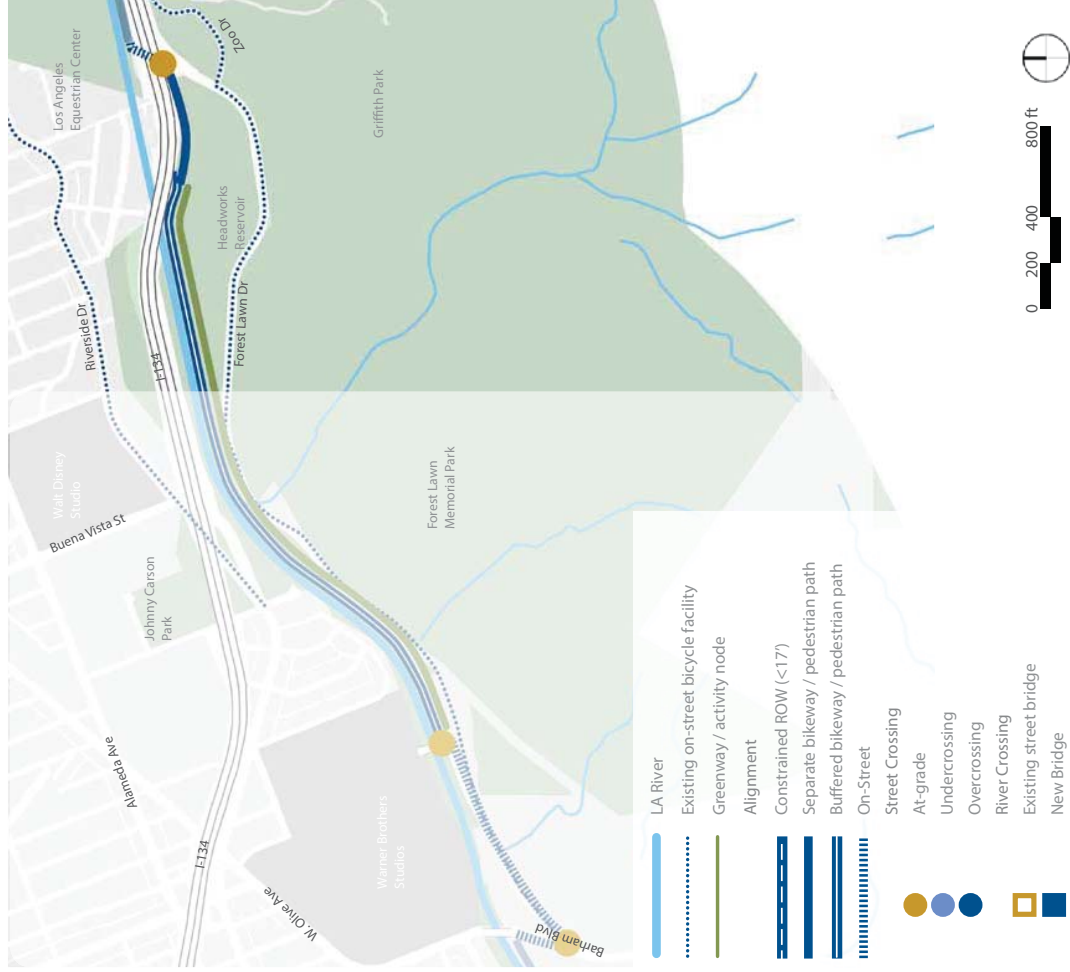 Los Angeles
Equestrian Center
Zoo Dr
Griffith Park
Headworks
Reservoir
Riverside Dr
Forest Lawn Dr
I-134
Walt Disney
Studio
Buena Vista St
Johnny Carson
Park
Forest Lawn
Memorial Park
Alameda Ave
I-134
W. Olive Ave
Warner Brothers
Studios
Barham Blvd
LA River
Existing on-street bicycle facility
Greenway / activity node
Alignment
Constrained ROW (<17')
Separate bikeway / pedestrian path
Buffered bikeway / pedestrian path
On-Street
Street Crossing
At-grade
Undercrossing
Overcrossing
River Crossing
Existing street bridge
New Bridge
0 200 400 800 ft